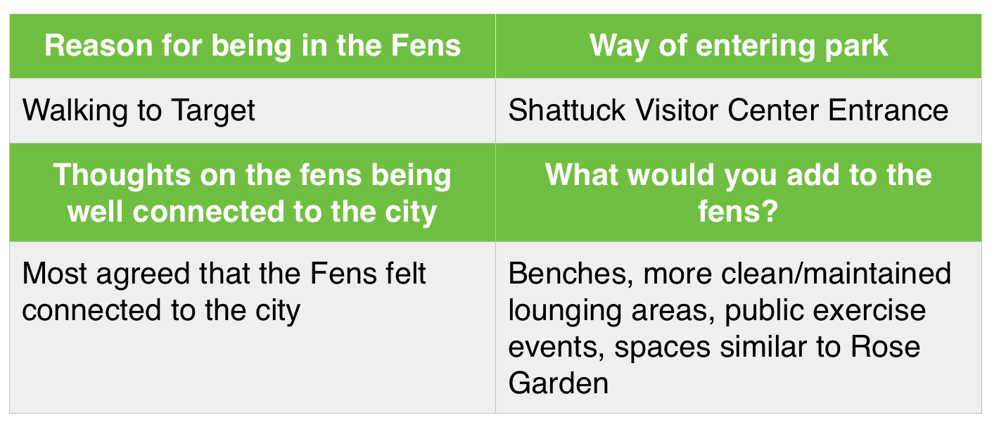 Reason for being in the Fens
Way of entering park
Walking to Target
Shattuck Visitor Center Entrance
Thoughts on the fens being
well connected to the city
What would you add to the
fens?
Most agreed that the Fens felt
connected to the city
Benches, more clean/maintained
lounging areas, public exercise
events, spaces similar to Rose
Garden